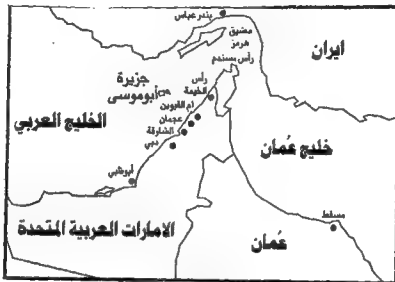 بندر عباس
مضيق
هرمز
ايران
رأس مسندم
جزيرة
أبوموسى
رأس
الخيمة
ام القيوين
عجمان
الشارقة
دبي
الخليج العربي
خليج عُمان
أبوظبي
مسقط
الامارات العربية المتحدة
عُمان